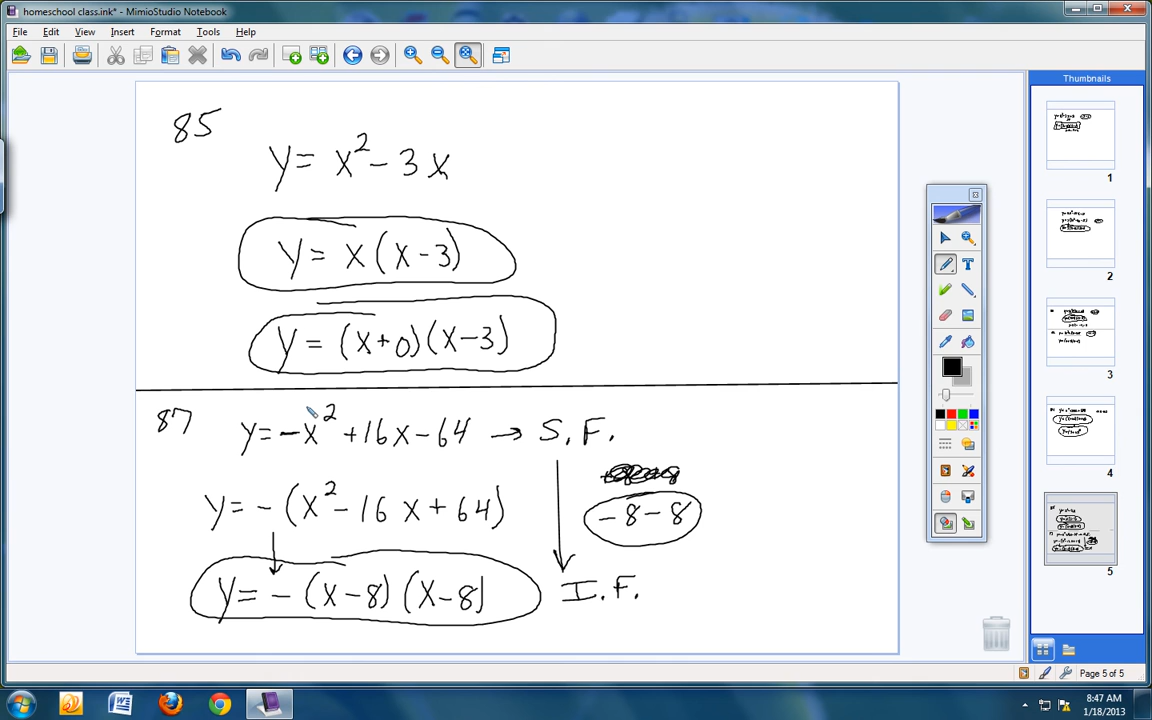 homeschool class.ink* - MimioStudio Notebook
File Edit View Insert Format Tools Help
Thumbnails
85
y = x² - 3x
y = x(x-3)
y = (x+0)(x-3)
87
y = -x² + 16x - 64 → S.F.
y = -(x² - 16x + 64)
-8 -8
y = -(x-8)(x-8)
I.F.
T
1
2
3
4
5
Page 5 of 5
8:47 AM
1/18/2013